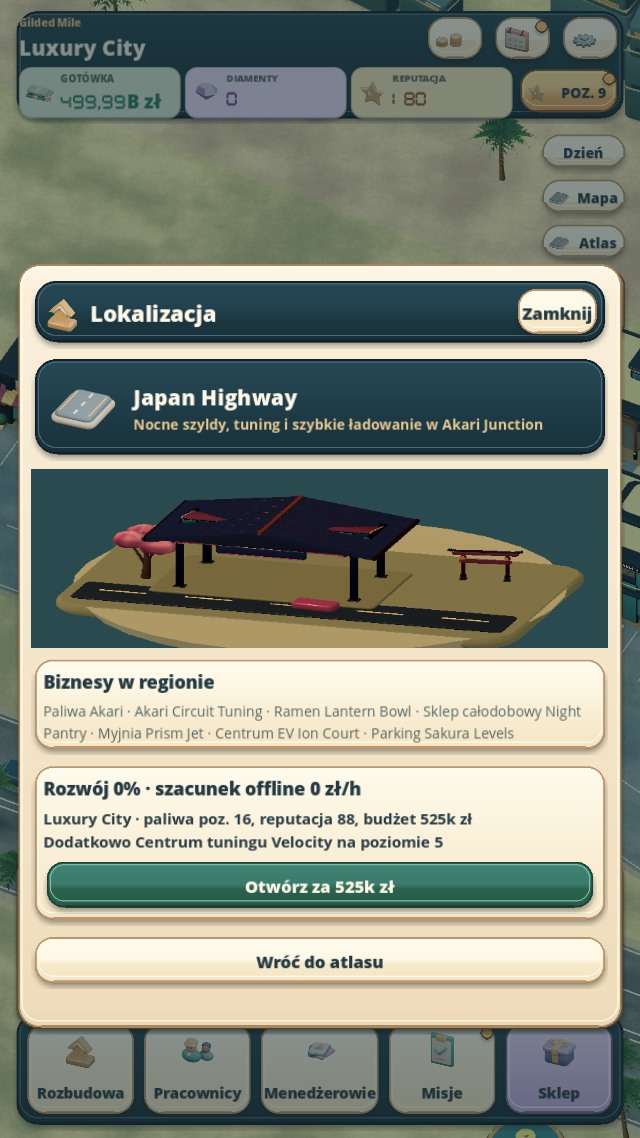 Gilded Mile
Luxury City
GOTÓWKA
499,99B zł
DIAMENTY
0
REPUTACJA
180
POZ. 9
Dzień
Mapa
Atlas
Lokalizacja
Zamknij
Japan Highway
Nocne szyldy, tuning i szybkie ładowanie w Akari Junction
Biznesy w regionie
Paliwa Akari · Akari Circuit Tuning · Ramen Lantern Bowl · Sklep całodobowy Night
Pantry · Myjnia Prism Jet · Centrum EV Ion Court · Parking Sakura Levels
Rozwój 0% · szacunek offline 0 zł/h
Luxury City · paliwa poz. 16, reputacja 88, budżet 525k zł
Dodatkowo Centrum tuningu Velocity na poziomie 5
Otwórz za 525k zł
Wróć do atlasu
Rozbudowa
Pracownicy
Menedżerowie
Misje
Sklep